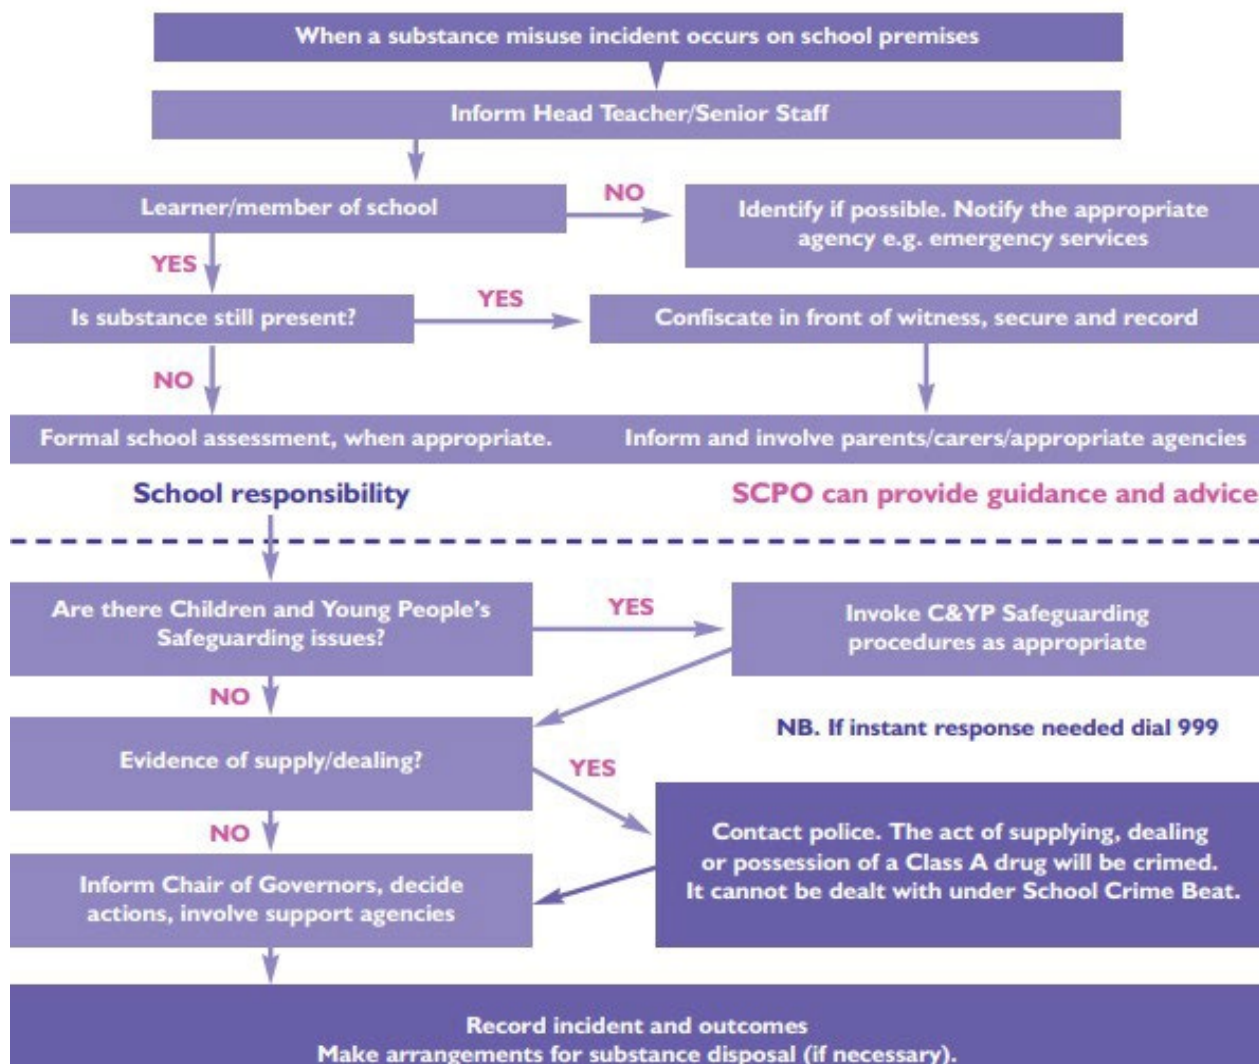 When a substance misuse incident occurs on school premises
Inform Head Teacher/Senior Staff
Learner/member of school
NO
Identify if possible. Notify the appropriate
agency e.g. emergency services
YES
Is substance still present?
YES
Confiscate in front of witness, secure and record
NO
Formal school assessment, when appropriate.
Inform and involve parents/carers/appropriate agencies
School responsibility
SCPO can provide guidance and advice
Are there Children and Young People’s
Safeguarding issues?
YES
Invoke C&YP Safeguarding
procedures as appropriate
NO
NB. If instant response needed dial 999
Evidence of supply/dealing?
YES
Contact police. The act of supplying, dealing
or possession of a Class A drug will be crimed.
It cannot be dealt with under School Crime Beat.
NO
Inform Chair of Governors, decide
actions, involve support agencies
Record incident and outcomes
Make arrangements for substance disposal (if necessary).